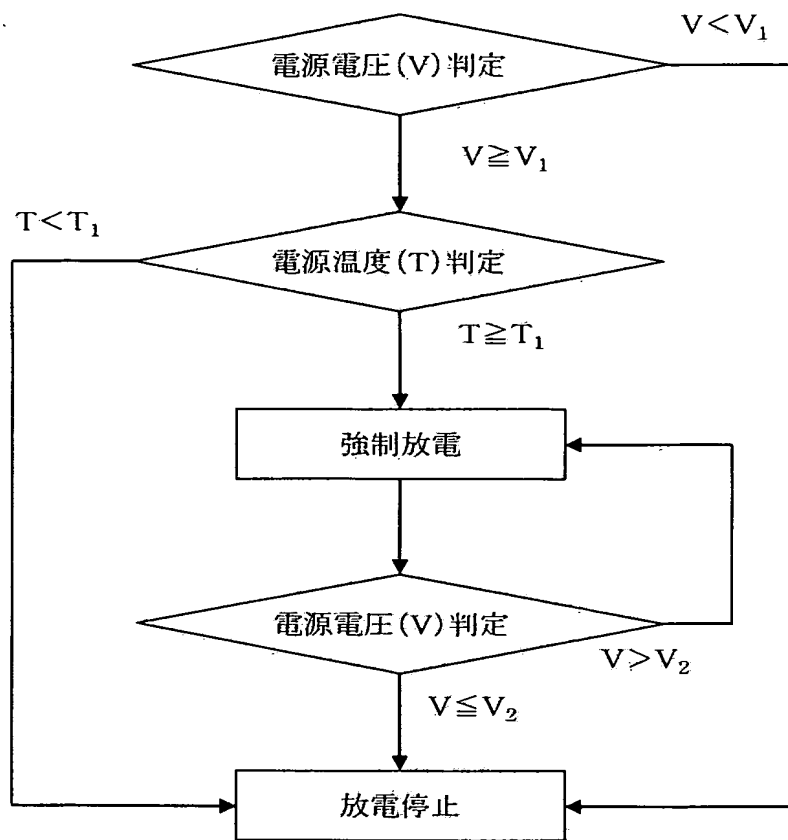 V<V₁
電源電圧(V)判定
V≧V₁
T<T₁
電源温度(T)判定
T≧T₁
強制放電
電源電圧(V)判定
V>V₂
V≦V₂
放電停止